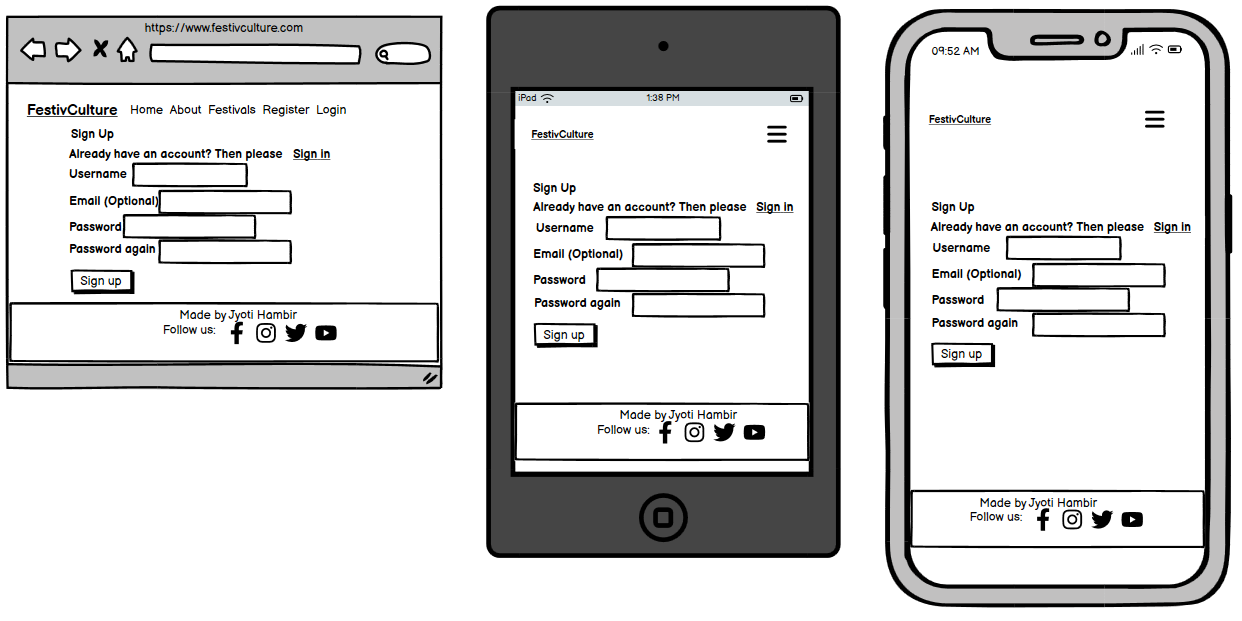 https://www.festivculture.com
FestivCulture Home About Festivals Register Login
Sign Up
Already have an account? Then please Sign in
Username
Email (Optional)
Password
Password again
Sign up
Made by Jyoti Hambir
Follow us:
iPad 1:38 PM
FestivCulture
Sign Up
Already have an account? Then please Sign in
Username
Email (Optional)
Password
Password again
Sign up
Made by Jyoti Hambir
Follow us:
09:52 AM
FestivCulture
Sign Up
Already have an account? Then please Sign in
Username
Email (Optional)
Password
Password again
Sign up
Made by Jyoti Hambir
Follow us: